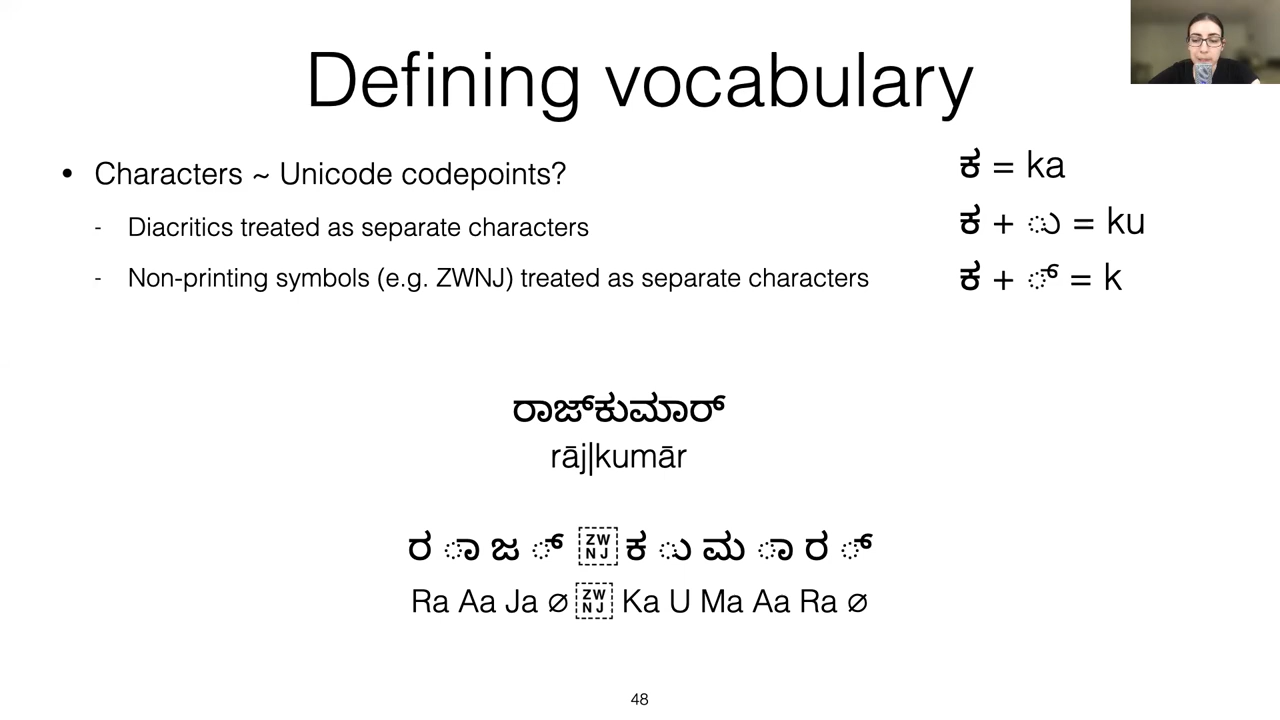 Defining vocabulary
• Characters ~ Unicode codepoints?
- Diacritics treated as separate characters
- Non-printing symbols (e.g. ZWNJ) treated as separate characters
ಕ = ka
ಕ + ◌ು = ku
ಕ + ◌್ = k
ರಾಜ್‌ಕುಮಾರ್
rāj|kumār
ರ ◌ಾ ಜ ◌್ ZWNJ ಕ ◌ು ಮ ◌ಾ ರ ◌್
Ra Aa Ja ∅ ZWNJ Ka U Ma Aa Ra ∅
48